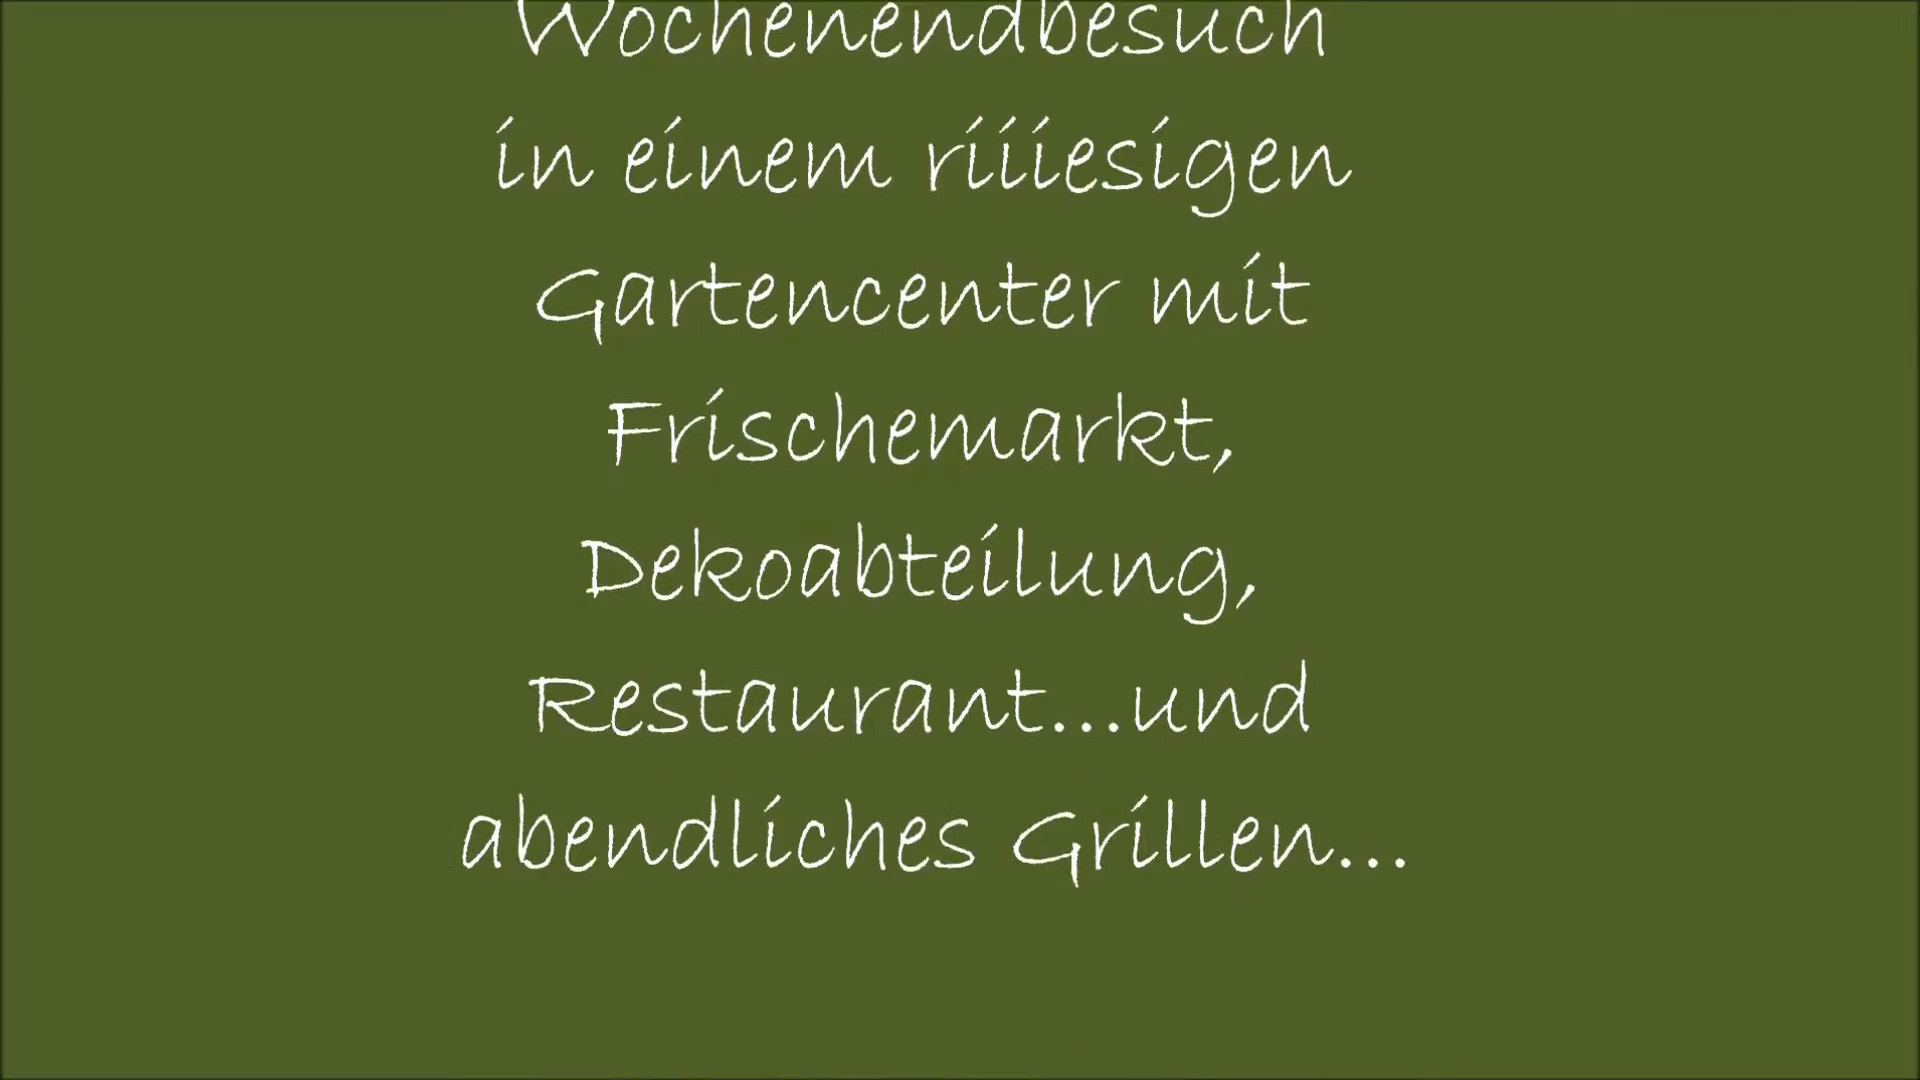 Wochenendbesuch
in einem riiiesigen
Gartencenter mit
Frischemarkt,
Dekoabteilung,
Restaurant...und
abendliches Grillen...